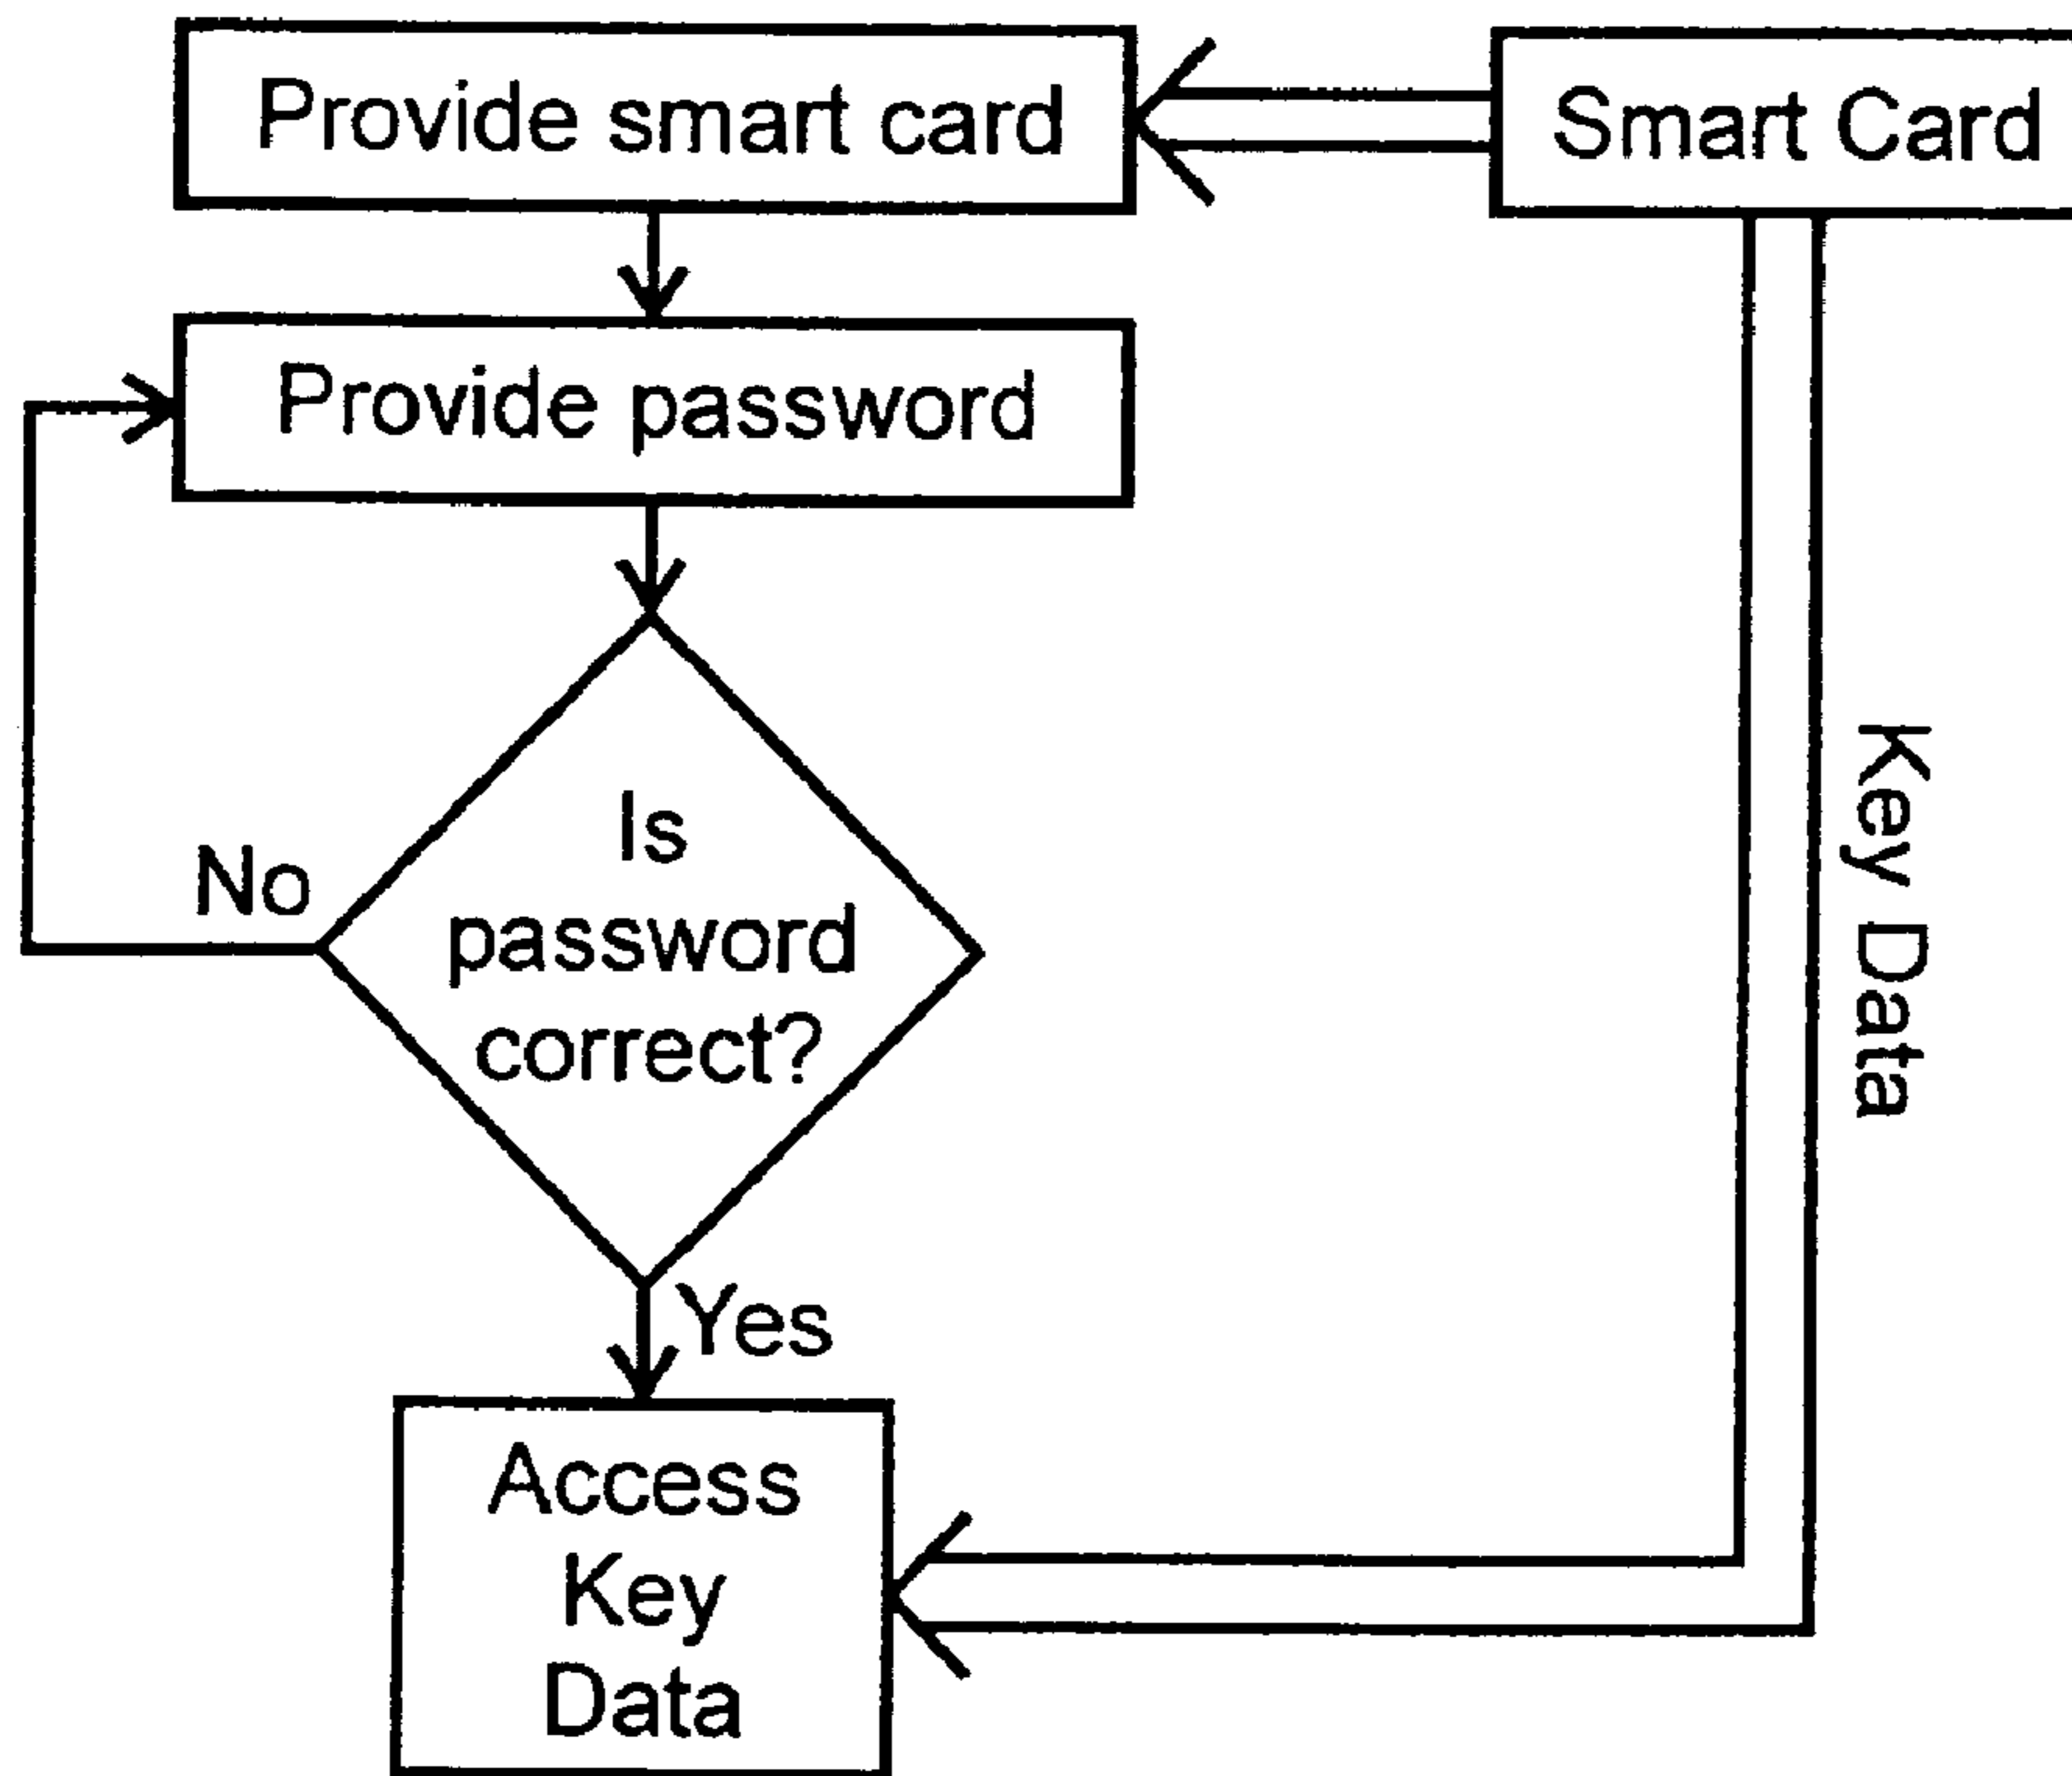 Provide smart card
Smart Card
Provide password
Is
password
correct?
No
Yes
Key Data
Access
Key
Data